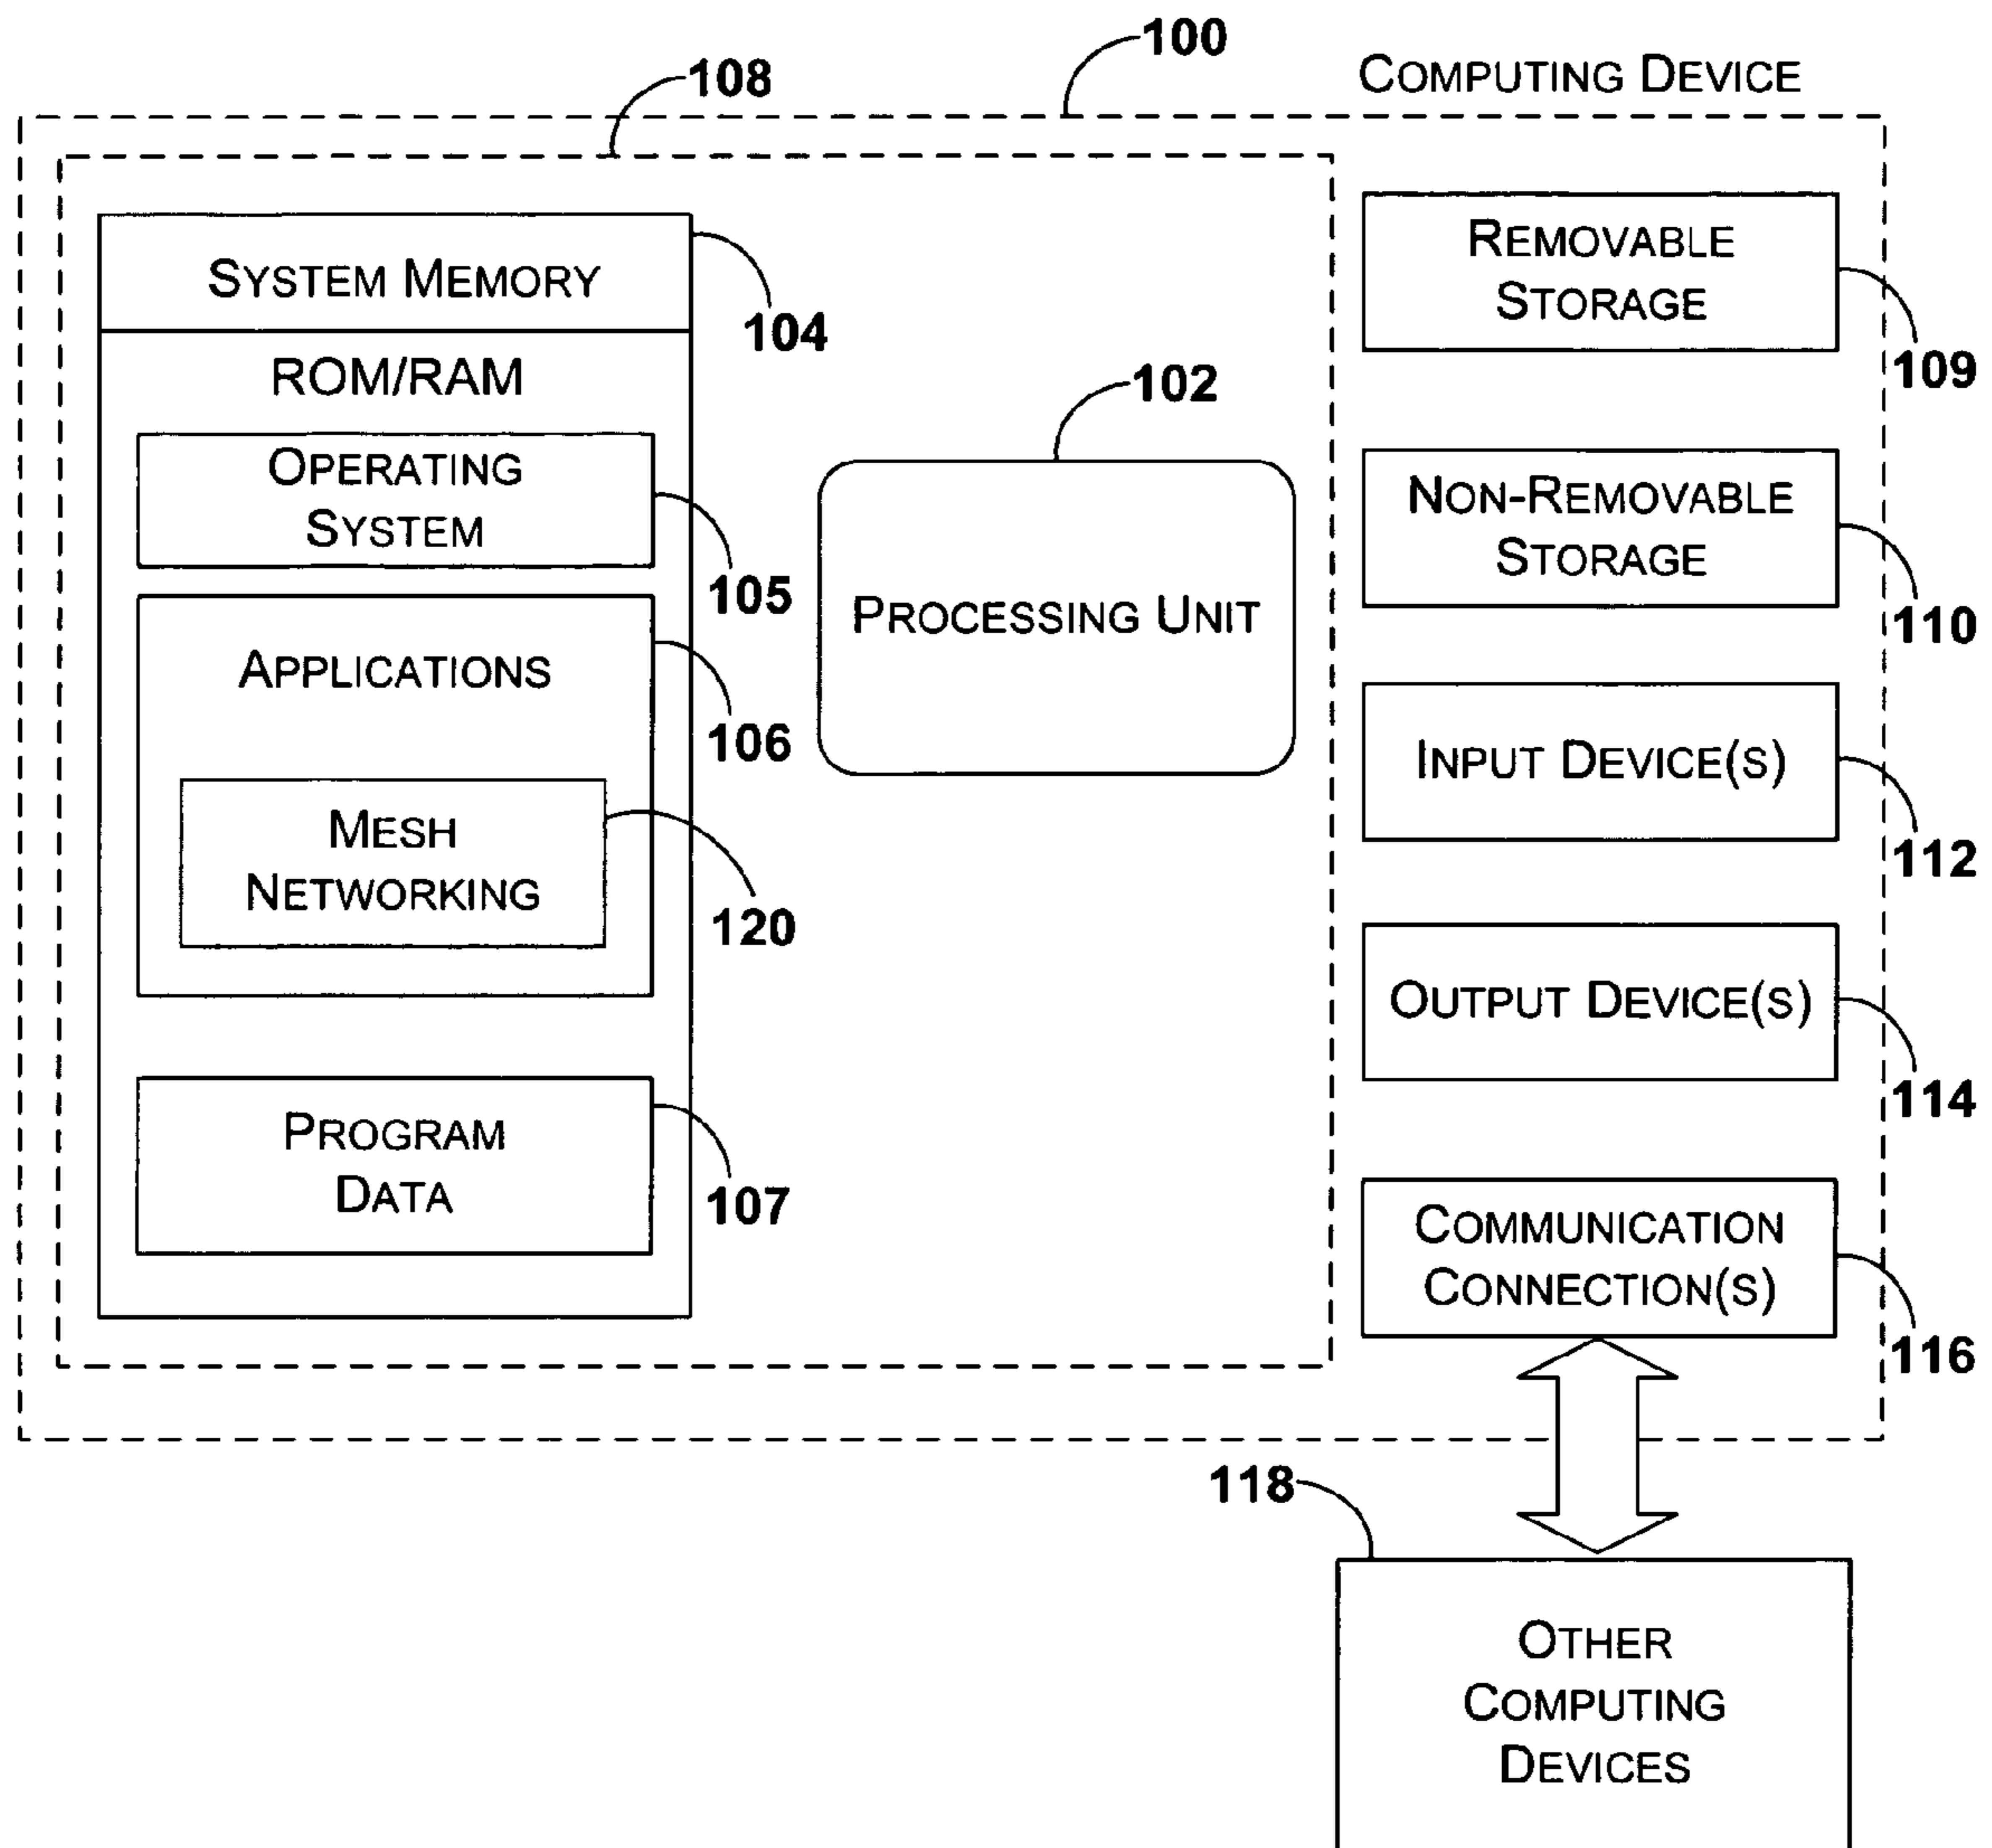 100
COMPUTING DEVICE
108
SYSTEM MEMORY
104
ROM/RAM
OPERATING
SYSTEM
105
APPLICATIONS
106
MESH
NETWORKING
120
PROGRAM
DATA
107
102
PROCESSING UNIT
REMOVABLE
STORAGE
109
NON-REMOVABLE
STORAGE
110
INPUT DEVICE(S)
112
OUTPUT DEVICE(S)
114
COMMUNICATION
CONNECTION(S)
116
118
OTHER
COMPUTING
DEVICES